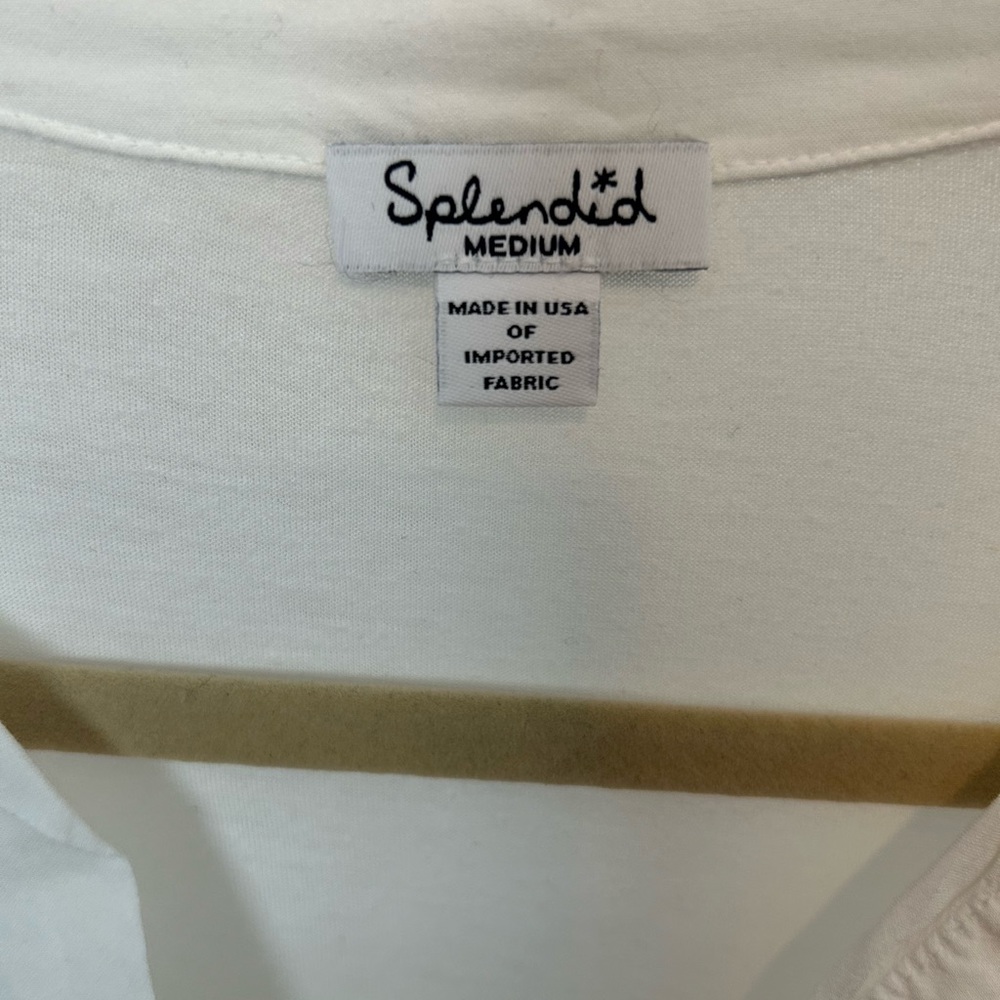 Splendid
MEDIUM
MADE IN USA
OF
IMPORTED
FABRIC